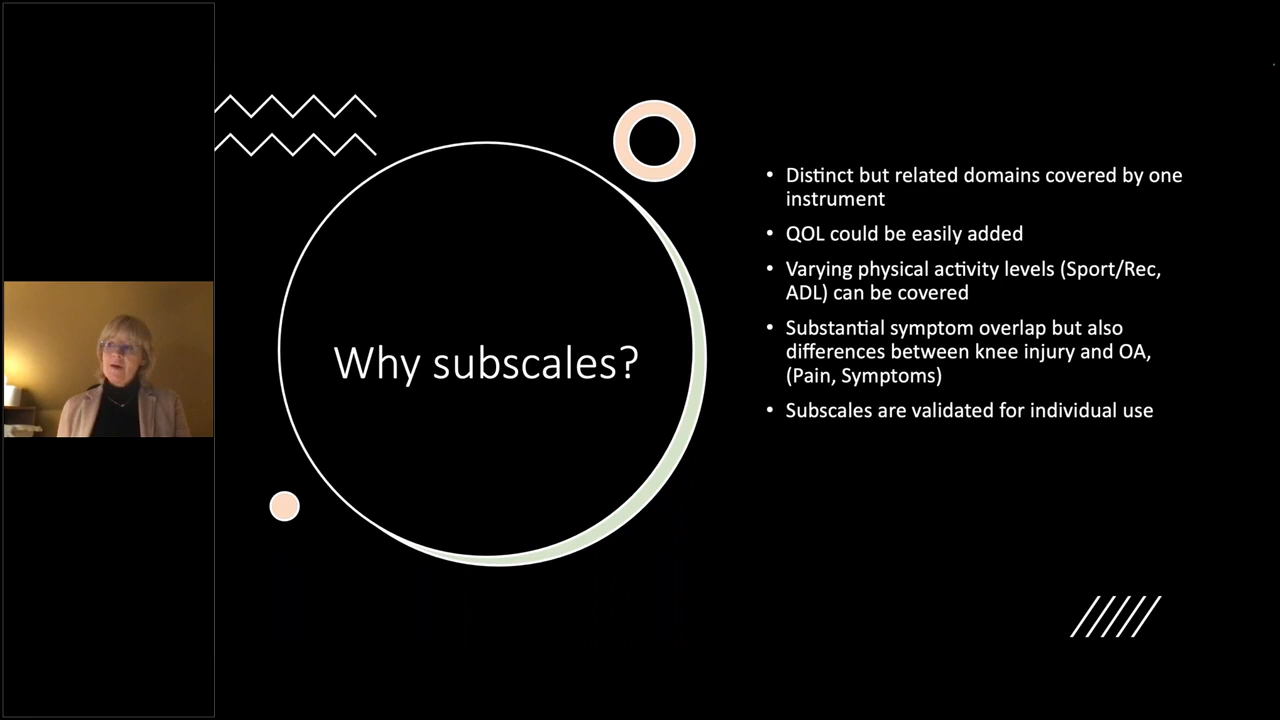 Why subscales?
• Distinct but related domains covered by one
instrument
• QOL could be easily added
• Varying physical activity levels (Sport/Rec,
ADL) can be covered
• Substantial symptom overlap but also
differences between knee injury and OA,
(Pain, Symptoms)
• Subscales are validated for individual use